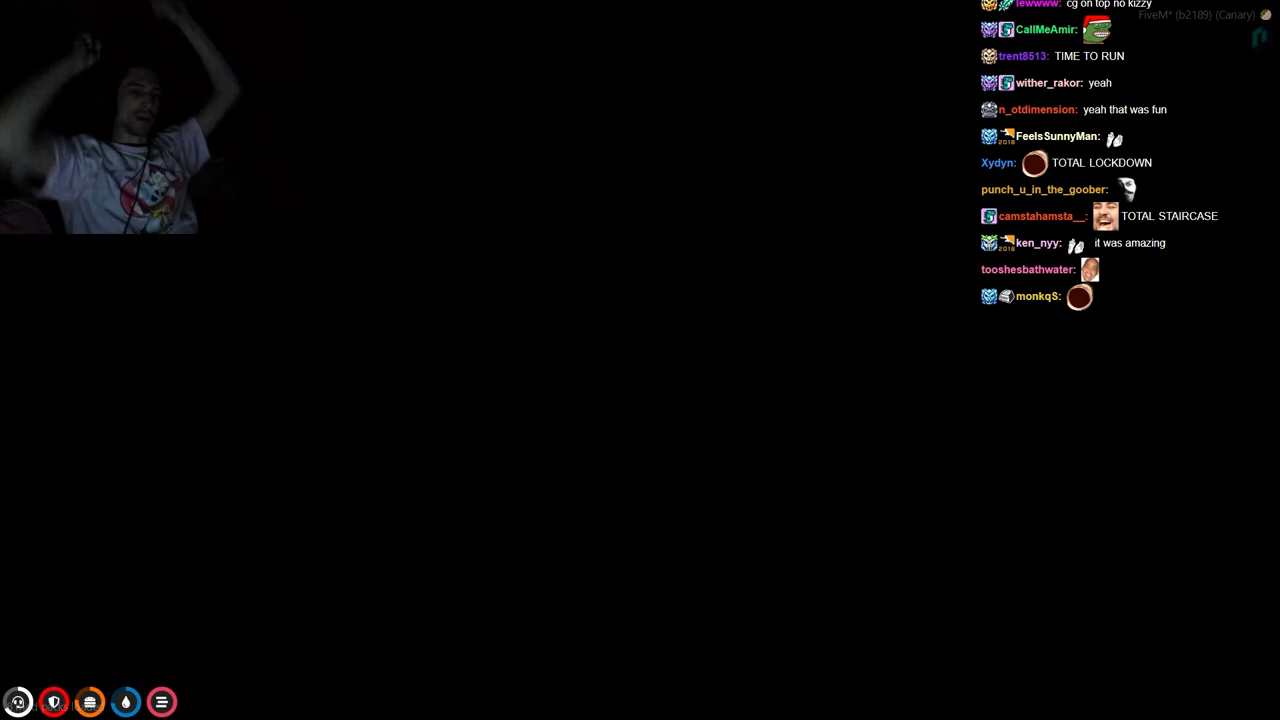 lewwww: cg on top no kizzy
FiveM* (b2189) (Canary)
CallMeAmir:
trent8513: TIME TO RUN
wither_rakor: yeah
n_otdimension: yeah that was fun
FeelsSunnyMan:
Xydyn: TOTAL LOCKDOWN
punch_u_in_the_goober:
camstahamsta__: TOTAL STAIRCASE
ken_nyy: it was amazing
tooshesbathwater:
monkqS: